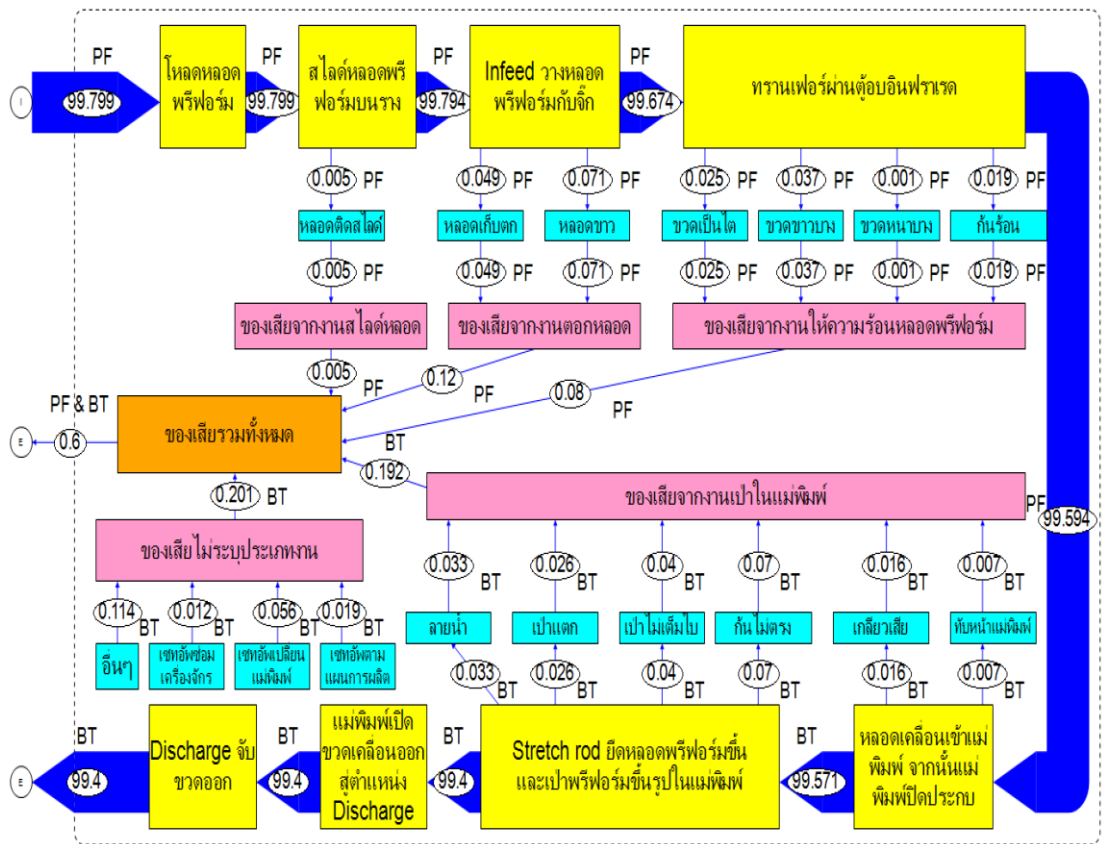 PF PF PF PF
I 99.799 โหลดหลอด พรีฟอร์ม 99.799 สไลด์หลอดพรี ฟอร์มบนราง 99.794 Infeed วางหลอด พรีฟอร์มกับจิ๊ก 99.674 ทรานเฟอร์ผ่านตู้อบอินฟราเรด
0.005 PF 0.049 PF 0.071 PF 0.025 PF 0.037 PF 0.001 PF 0.019 PF
หลอดติดสไลด์ หลอดเก็บตก หลอดขาว ขวดเป็นไต ขวดขาวบาง ขวดหนาบาง ก้นร้อน
0.005 PF 0.049 PF 0.071 PF 0.025 PF 0.037 PF 0.001 PF 0.019 PF
ของเสียจากงานสไลด์หลอด ของเสียจากงานตอกหลอด ของเสียจากงานให้ความร้อนหลอดพรีฟอร์ม
0.005 PF 0.12 PF 0.08 PF
PF & BT
E 0.6 ของเสียรวมทั้งหมด
BT
0.192
0.201 BT
ของเสียจากงานเป่าในแม่พิมพ์
PF
99.594
ของเสียไม่ระบุประเภทงาน
0.033 BT 0.026 BT 0.04 BT 0.07 BT 0.016 BT 0.007 BT
0.114 BT 0.012 BT 0.056 BT 0.019 BT
ลายน้ำ เป่าแตก เป่าไม่เต็มใบ ก้นไม่ตรง เกลียวเสีย ทับหน้าแม่พิมพ์
อื่นๆ เซทอัพซ่อม เครื่องจักร เซทอัพเปลี่ยน แม่พิมพ์ เซทอัพตาม แผนการผลิต
0.033 BT 0.026 BT 0.04 BT 0.07 BT 0.016 BT 0.007 BT
BT BT BT BT
E 99.4 Discharge จับ ขวดออก 99.4 แม่พิมพ์เปิด ขวดเคลื่อนออก สู่ตำแหน่ง Discharge 99.4 Stretch rod ยืดหลอดพรีฟอร์มขึ้น และเป่าพรีฟอร์มขึ้นรูปในแม่พิมพ์ 99.571 หลอดเคลื่อนเข้าแม่ พิมพ์ จากนั้นแม่ พิมพ์ปิดประกบ